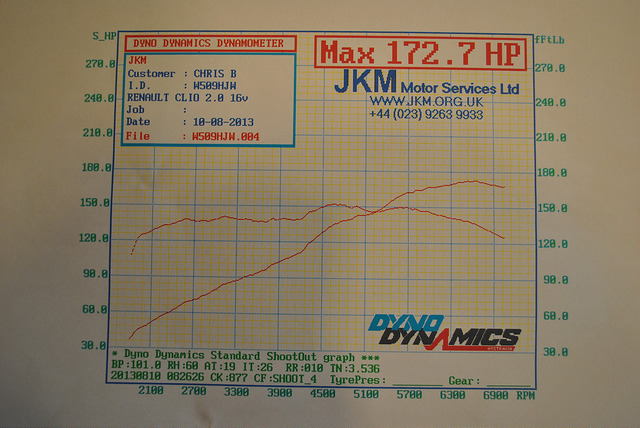 S_HP
fFtLb
DYNO DYNAMICS DYNAMOMETER
Max 172.7 HP
JKM
Customer : CHRIS B
I.D. : W509HJW
RENAULT CLIO 2.0 16v
Job :
Date : 10-08-2013
File : W509HJW.004
JKM Motor Services Ltd
WWW.JKM.ORG.UK
+44 (023) 9263 9933
270.0 270.0
240.0 240.0
210.0 210.0
180.0 180.0
150.0 150.0
120.0 120.0
90.0 90.0
60.0 60.0
30.0 30.0
DYNO
DYNAMICS
AUSTRALIA
* Dyno Dynamics Standard ShootOut graph ***
BP:101.0 RH:60 AT:19 IT:26 RR:010 TN:3.536
20130810 082626 CK:877 CF:SHOOT_4 TyrePres: Gear:
2100 2700 3300 3900 4500 5100 5700 6300 6900 RPM